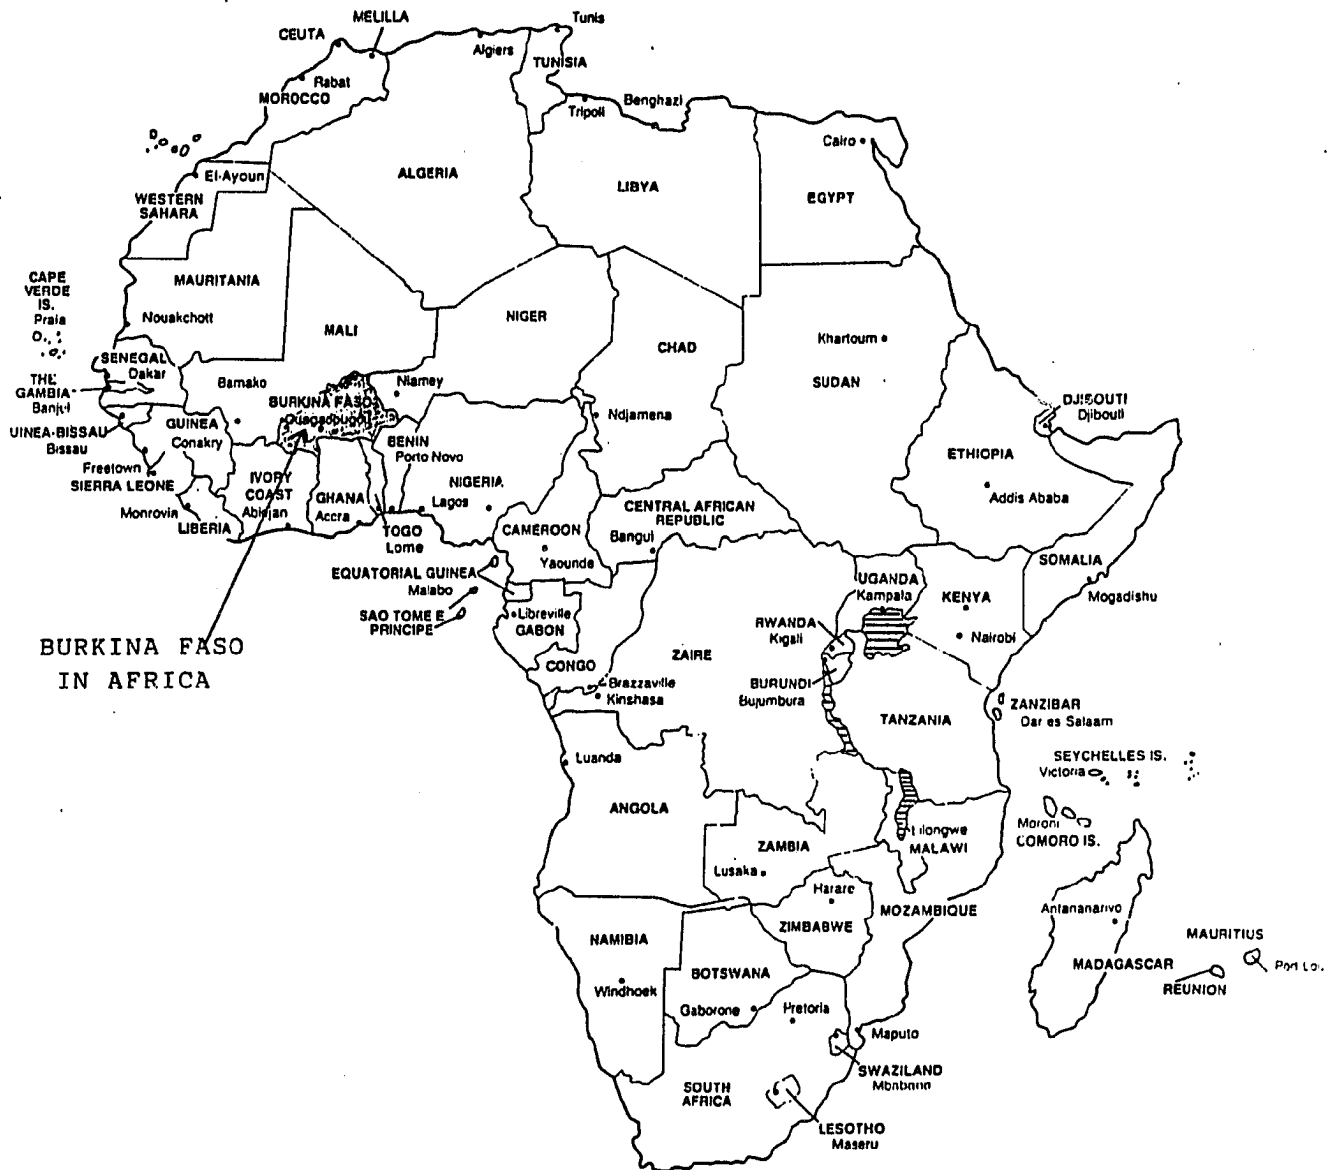 MELILLA
Tunis
CEUTA
Algiers
TUNISIA
Rabat
MOROCCO
Tripoli
Benghazi
Cairo
El-Ayoun
ALGERIA
LIBYA
EGYPT
WESTERN
SAHARA
CAPE
VERDE
IS.
Praia
MAURITANIA
Nouakchott
MALI
NIGER
CHAD
Khartoum
SUDAN
SENEGAL
Dakar
THE
GAMBIA
Banjul
Bamako
Niamey
BURKINA FASO
Ouagadougou
Ndjamena
DJIBOUTI
Djibouti
UINEA-BISSAU
Bissau
GUINEA
Conakry
BENIN
Porto Novo
ETHIOPIA
Addis Ababa
Freetown
SIERRA LEONE
IVORY
COAST
Abidjan
GHANA
Accra
NIGERIA
Lagos
Monrovia
LIBERIA
TOGO
Lome
CAMEROON
Yaounde
CENTRAL AFRICAN
REPUBLIC
Bangui
SOMALIA
Mogadishu
EQUATORIAL GUINEA
Malabo
UGANDA
Kampala
KENYA
Nairobi
SAO TOME E
PRINCIPE
Libreville
GABON
RWANDA
Kigali
BURKINA FASO
IN AFRICA
CONGO
ZAIRE
Brazzaville
Kinshasa
BURUNDI
Bujumbura
TANZANIA
ZANZIBAR
Dar es Salaam
SEYCHELLES IS.
Victoria
Luanda
ANGOLA
Moroni
COMORO IS.
Lilongwe
MALAWI
ZAMBIA
Lusaka
Harare
ZIMBABWE
MOZAMBIQUE
Antananarivo
MADAGASCAR
MAURITIUS
REUNION
NAMIBIA
Windhoek
BOTSWANA
Gaborone
Pretoria
Maputo
SWAZILAND
SOUTH
AFRICA
LESOTHO
Maseru